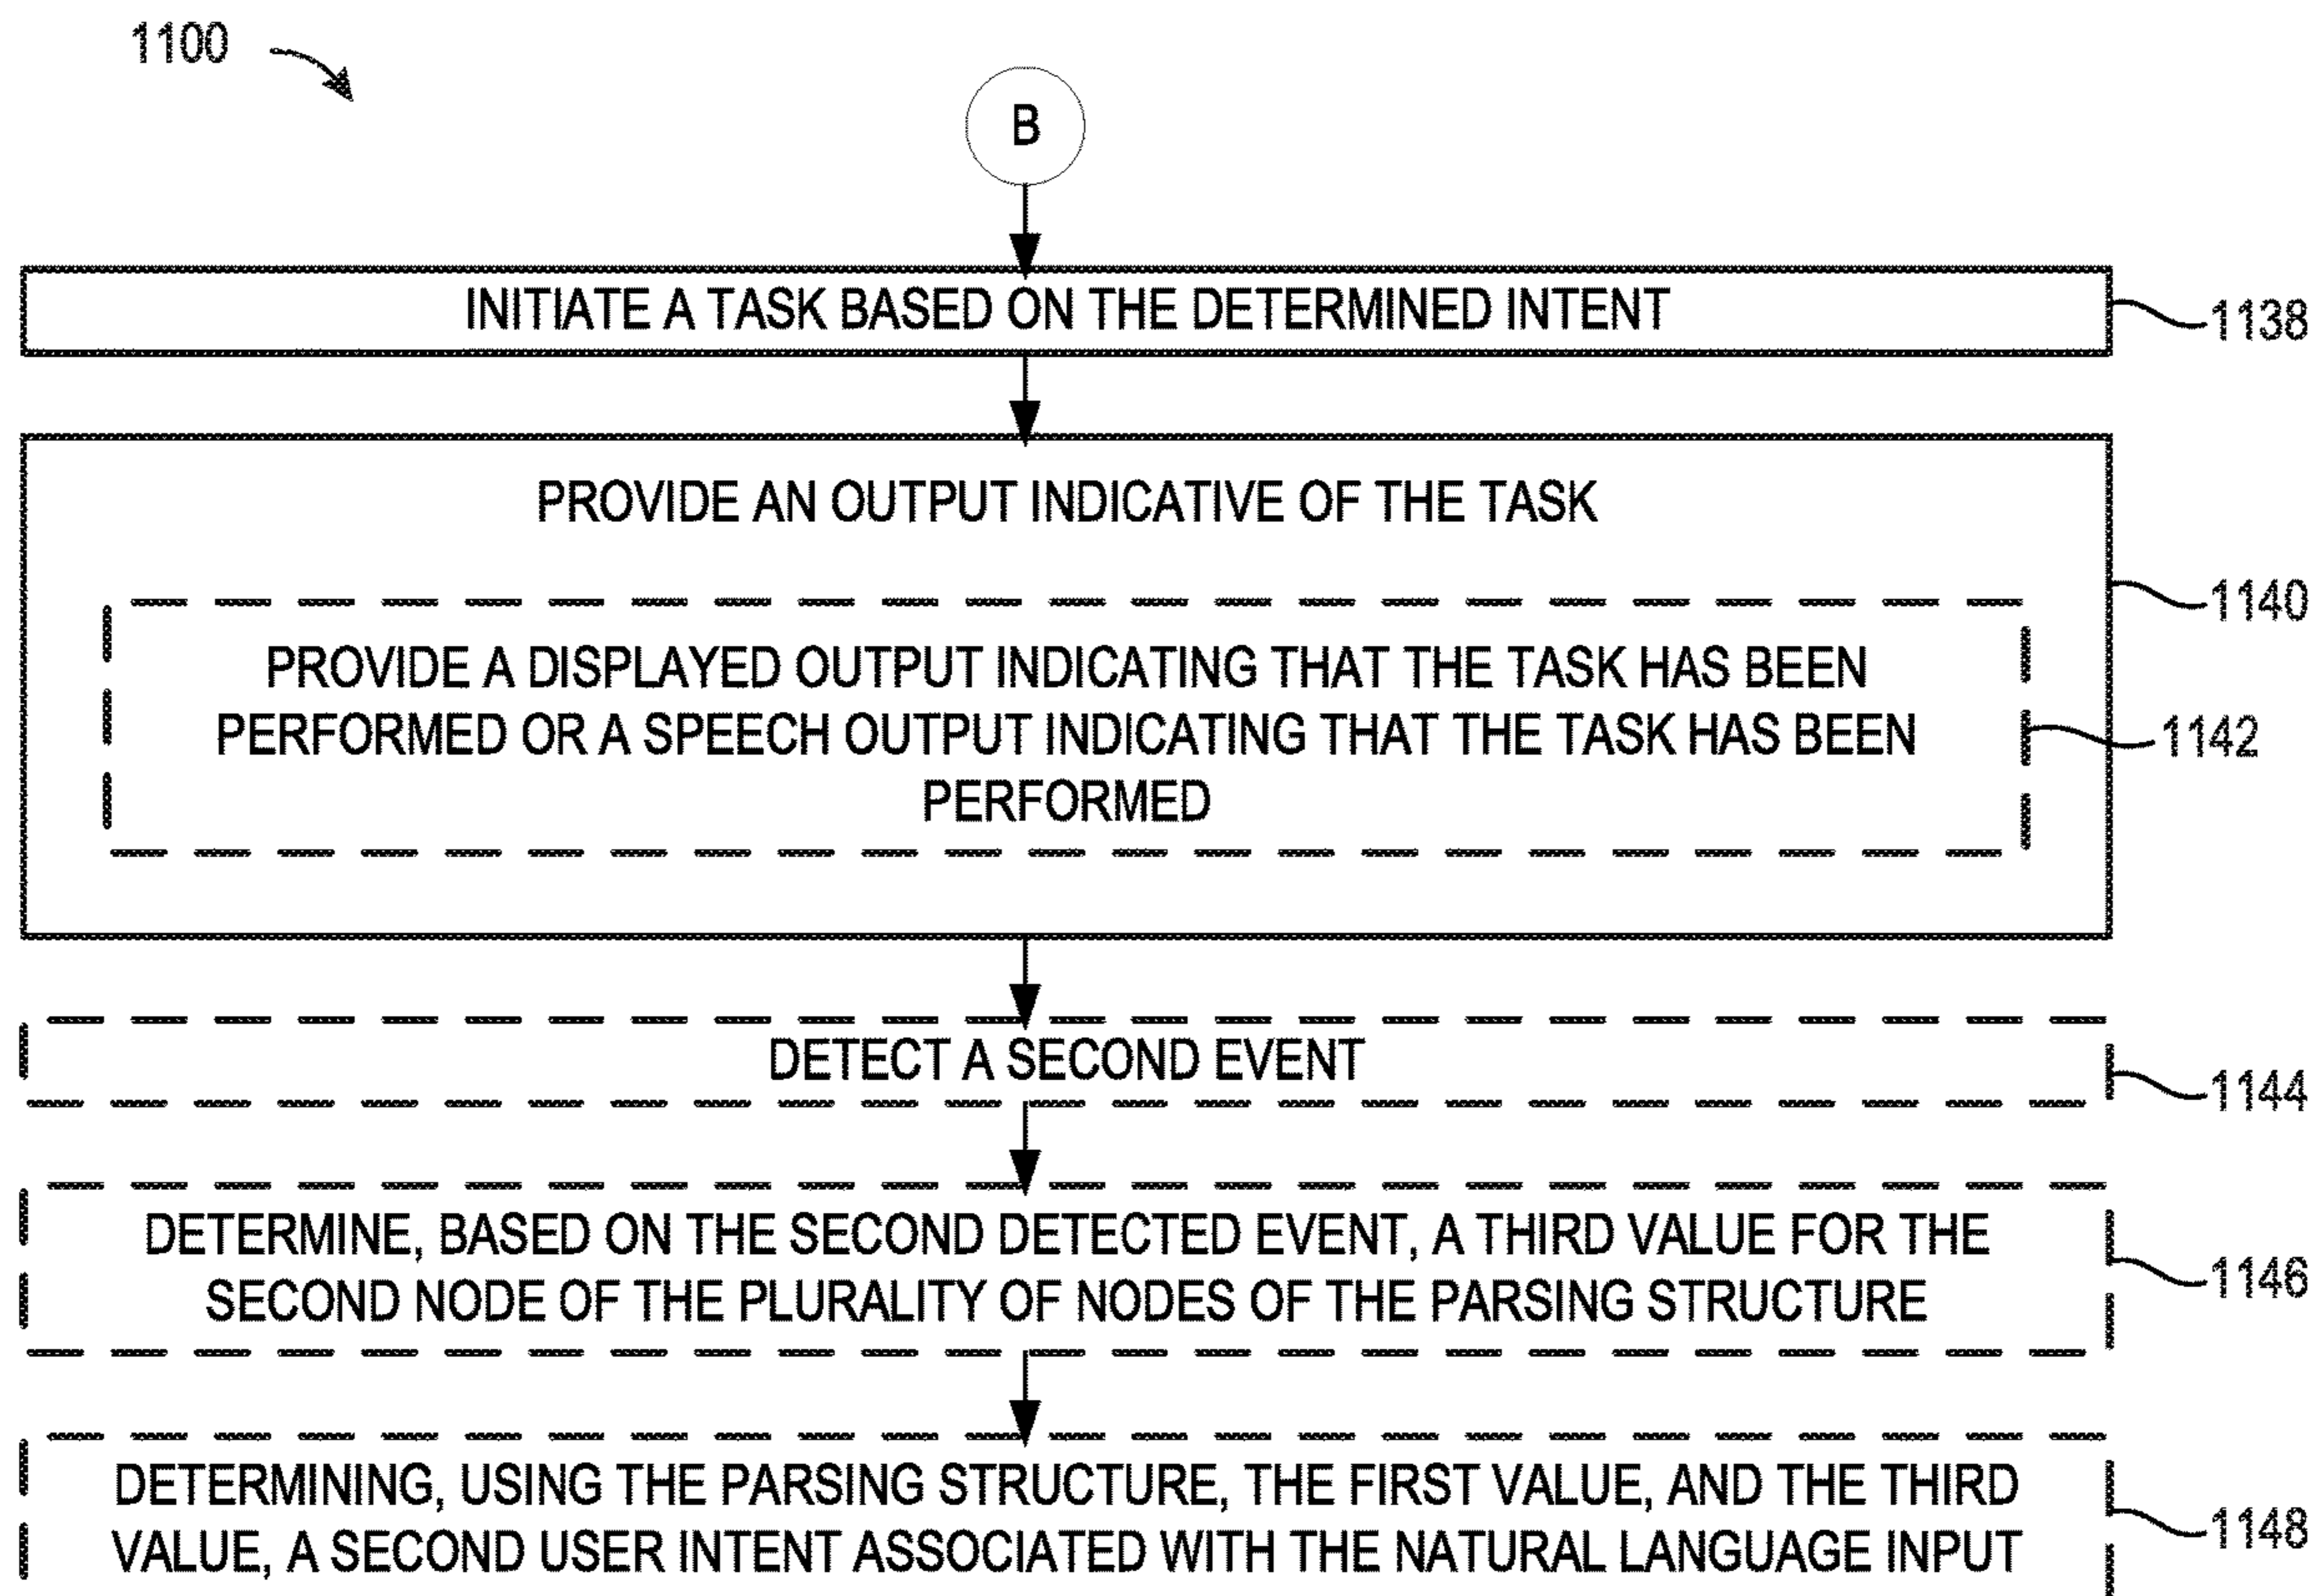 1100
B
INITIATE A TASK BASED ON THE DETERMINED INTENT
1138
PROVIDE AN OUTPUT INDICATIVE OF THE TASK
1140
PROVIDE A DISPLAYED OUTPUT INDICATING THAT THE TASK HAS BEEN
PERFORMED OR A SPEECH OUTPUT INDICATING THAT THE TASK HAS BEEN
PERFORMED
1142
DETECT A SECOND EVENT
1144
DETERMINE, BASED ON THE SECOND DETECTED EVENT, A THIRD VALUE FOR THE
SECOND NODE OF THE PLURALITY OF NODES OF THE PARSING STRUCTURE
1146
DETERMINING, USING THE PARSING STRUCTURE, THE FIRST VALUE, AND THE THIRD
VALUE, A SECOND USER INTENT ASSOCIATED WITH THE NATURAL LANGUAGE INPUT
1148